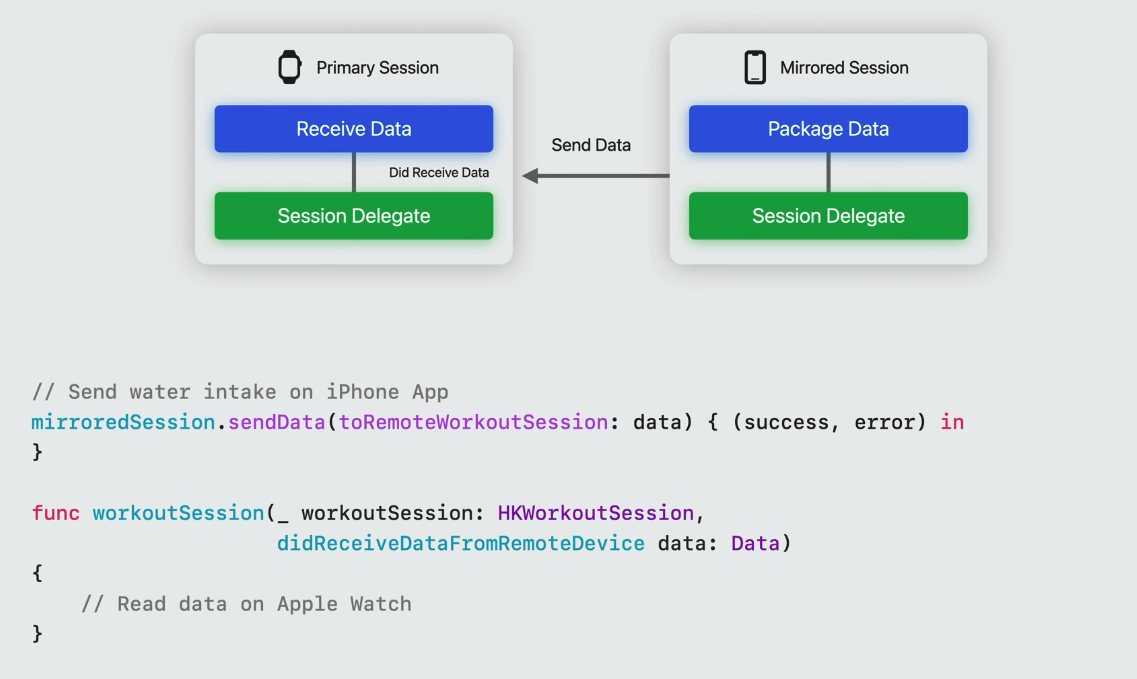 Primary Session
Receive Data
Did Receive Data
Session Delegate
Send Data
Mirrored Session
Package Data
Session Delegate
// Send water intake on iPhone App
mirroredSession.sendData(toRemoteWorkoutSession: data) { (success, error) in
}
func workoutSession(_ workoutSession: HKWorkoutSession,
didReceiveDataFromRemoteDevice data: Data)
{
// Read data on Apple Watch
}